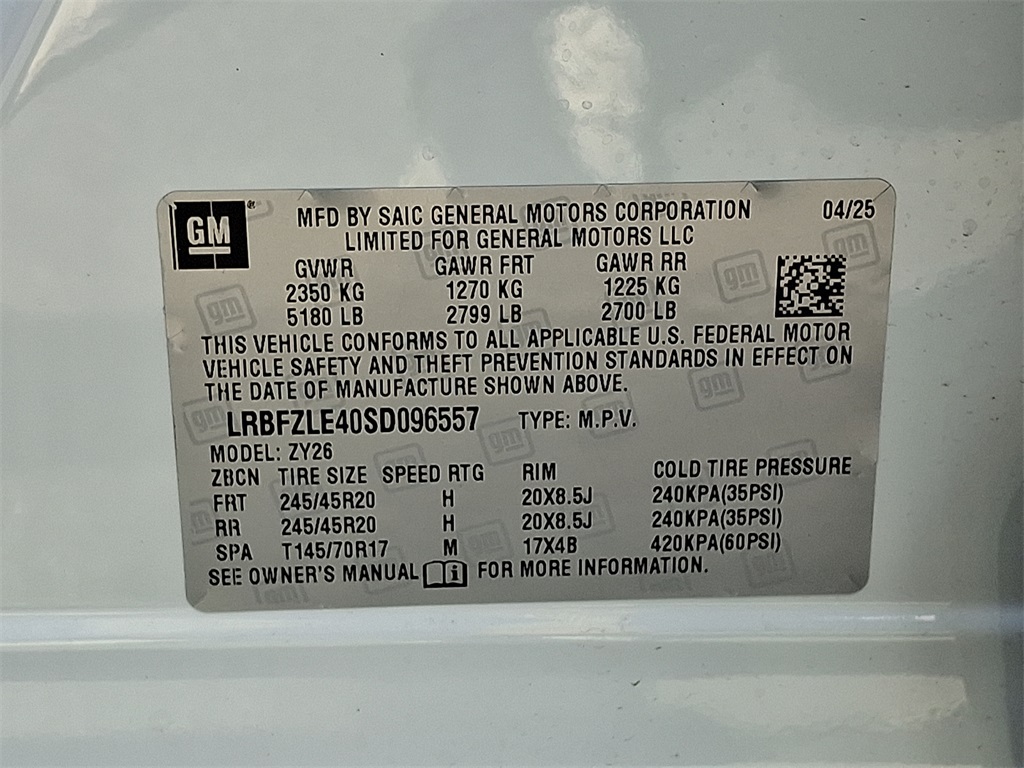 GM
MFD BY SAIC GENERAL MOTORS CORPORATION 04/25
LIMITED FOR GENERAL MOTORS LLC
GVWR GAWR FRT GAWR RR
2350 KG 1270 KG 1225 KG
5180 LB 2799 LB 2700 LB
THIS VEHICLE CONFORMS TO ALL APPLICABLE U.S. FEDERAL MOTOR
VEHICLE SAFETY AND THEFT PREVENTION STANDARDS IN EFFECT ON
THE DATE OF MANUFACTURE SHOWN ABOVE.
LRBFZLE40SD096557 TYPE: M.P.V.
MODEL: ZY26
ZBCN TIRE SIZE SPEED RTG RIM COLD TIRE PRESSURE
FRT 245/45R20 H 20X8.5J 240KPA(35PSI)
RR 245/45R20 H 20X8.5J 240KPA(35PSI)
SPA T145/70R17 M 17X4B 420KPA(60PSI)
SEE OWNER'S MANUAL FOR MORE INFORMATION.